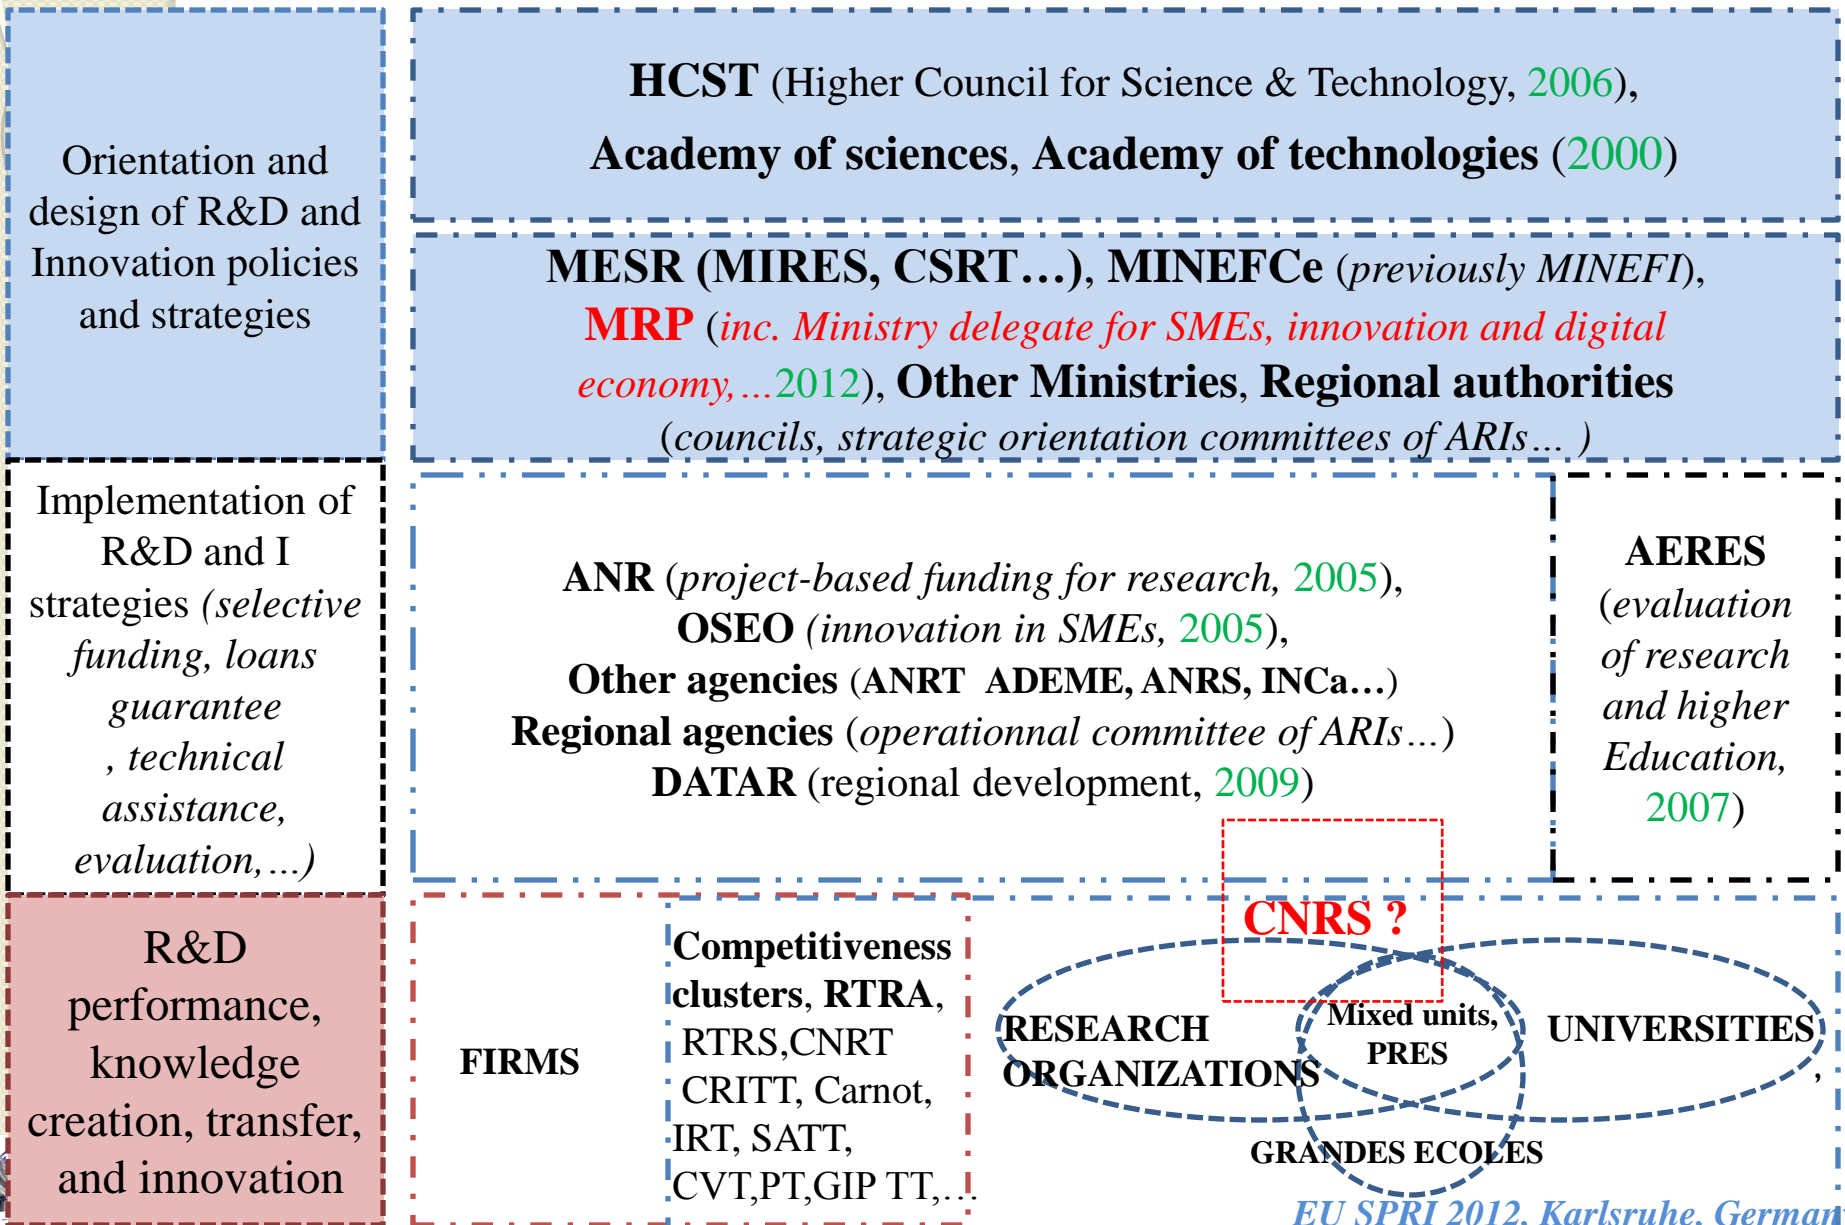 Orientation and
design of R&D and
Innovation policies
and strategies
HCST (Higher Council for Science & Technology, 2006),
Academy of sciences, Academy of technologies (2000)
MESR (MIRES, CSRT…), MINEFCe (previously MINEFI),
MRP (inc. Ministry delegate for SMEs, innovation and digital
economy,…2012), Other Ministries, Regional authorities
(councils, strategic orientation committees of ARIs… )
Implementation of
R&D and I
strategies (selective
funding, loans
guarantee
, technical
assistance,
evaluation,…)
ANR (project-based funding for research, 2005),
OSEO (innovation in SMEs, 2005),
Other agencies (ANRT ADEME, ANRS, INCa…)
Regional agencies (operationnal committee of ARIs…)
DATAR (regional development, 2009)
AERES
(evaluation
of research
and higher
Education,
2007)
R&D
performance,
knowledge
creation, transfer,
and innovation
FIRMS
Competitiveness
clusters, RTRA,
RTRS,CNRT
CRITT, Carnot,
IRT, SATT,
CVT,PT,GIP TT,…
CNRS ?
RESEARCH
ORGANIZATIONS
Mixed units,
PRES
UNIVERSITIES
,
GRANDES ECOLES
EU SPRI 2012, Karlsruhe, German